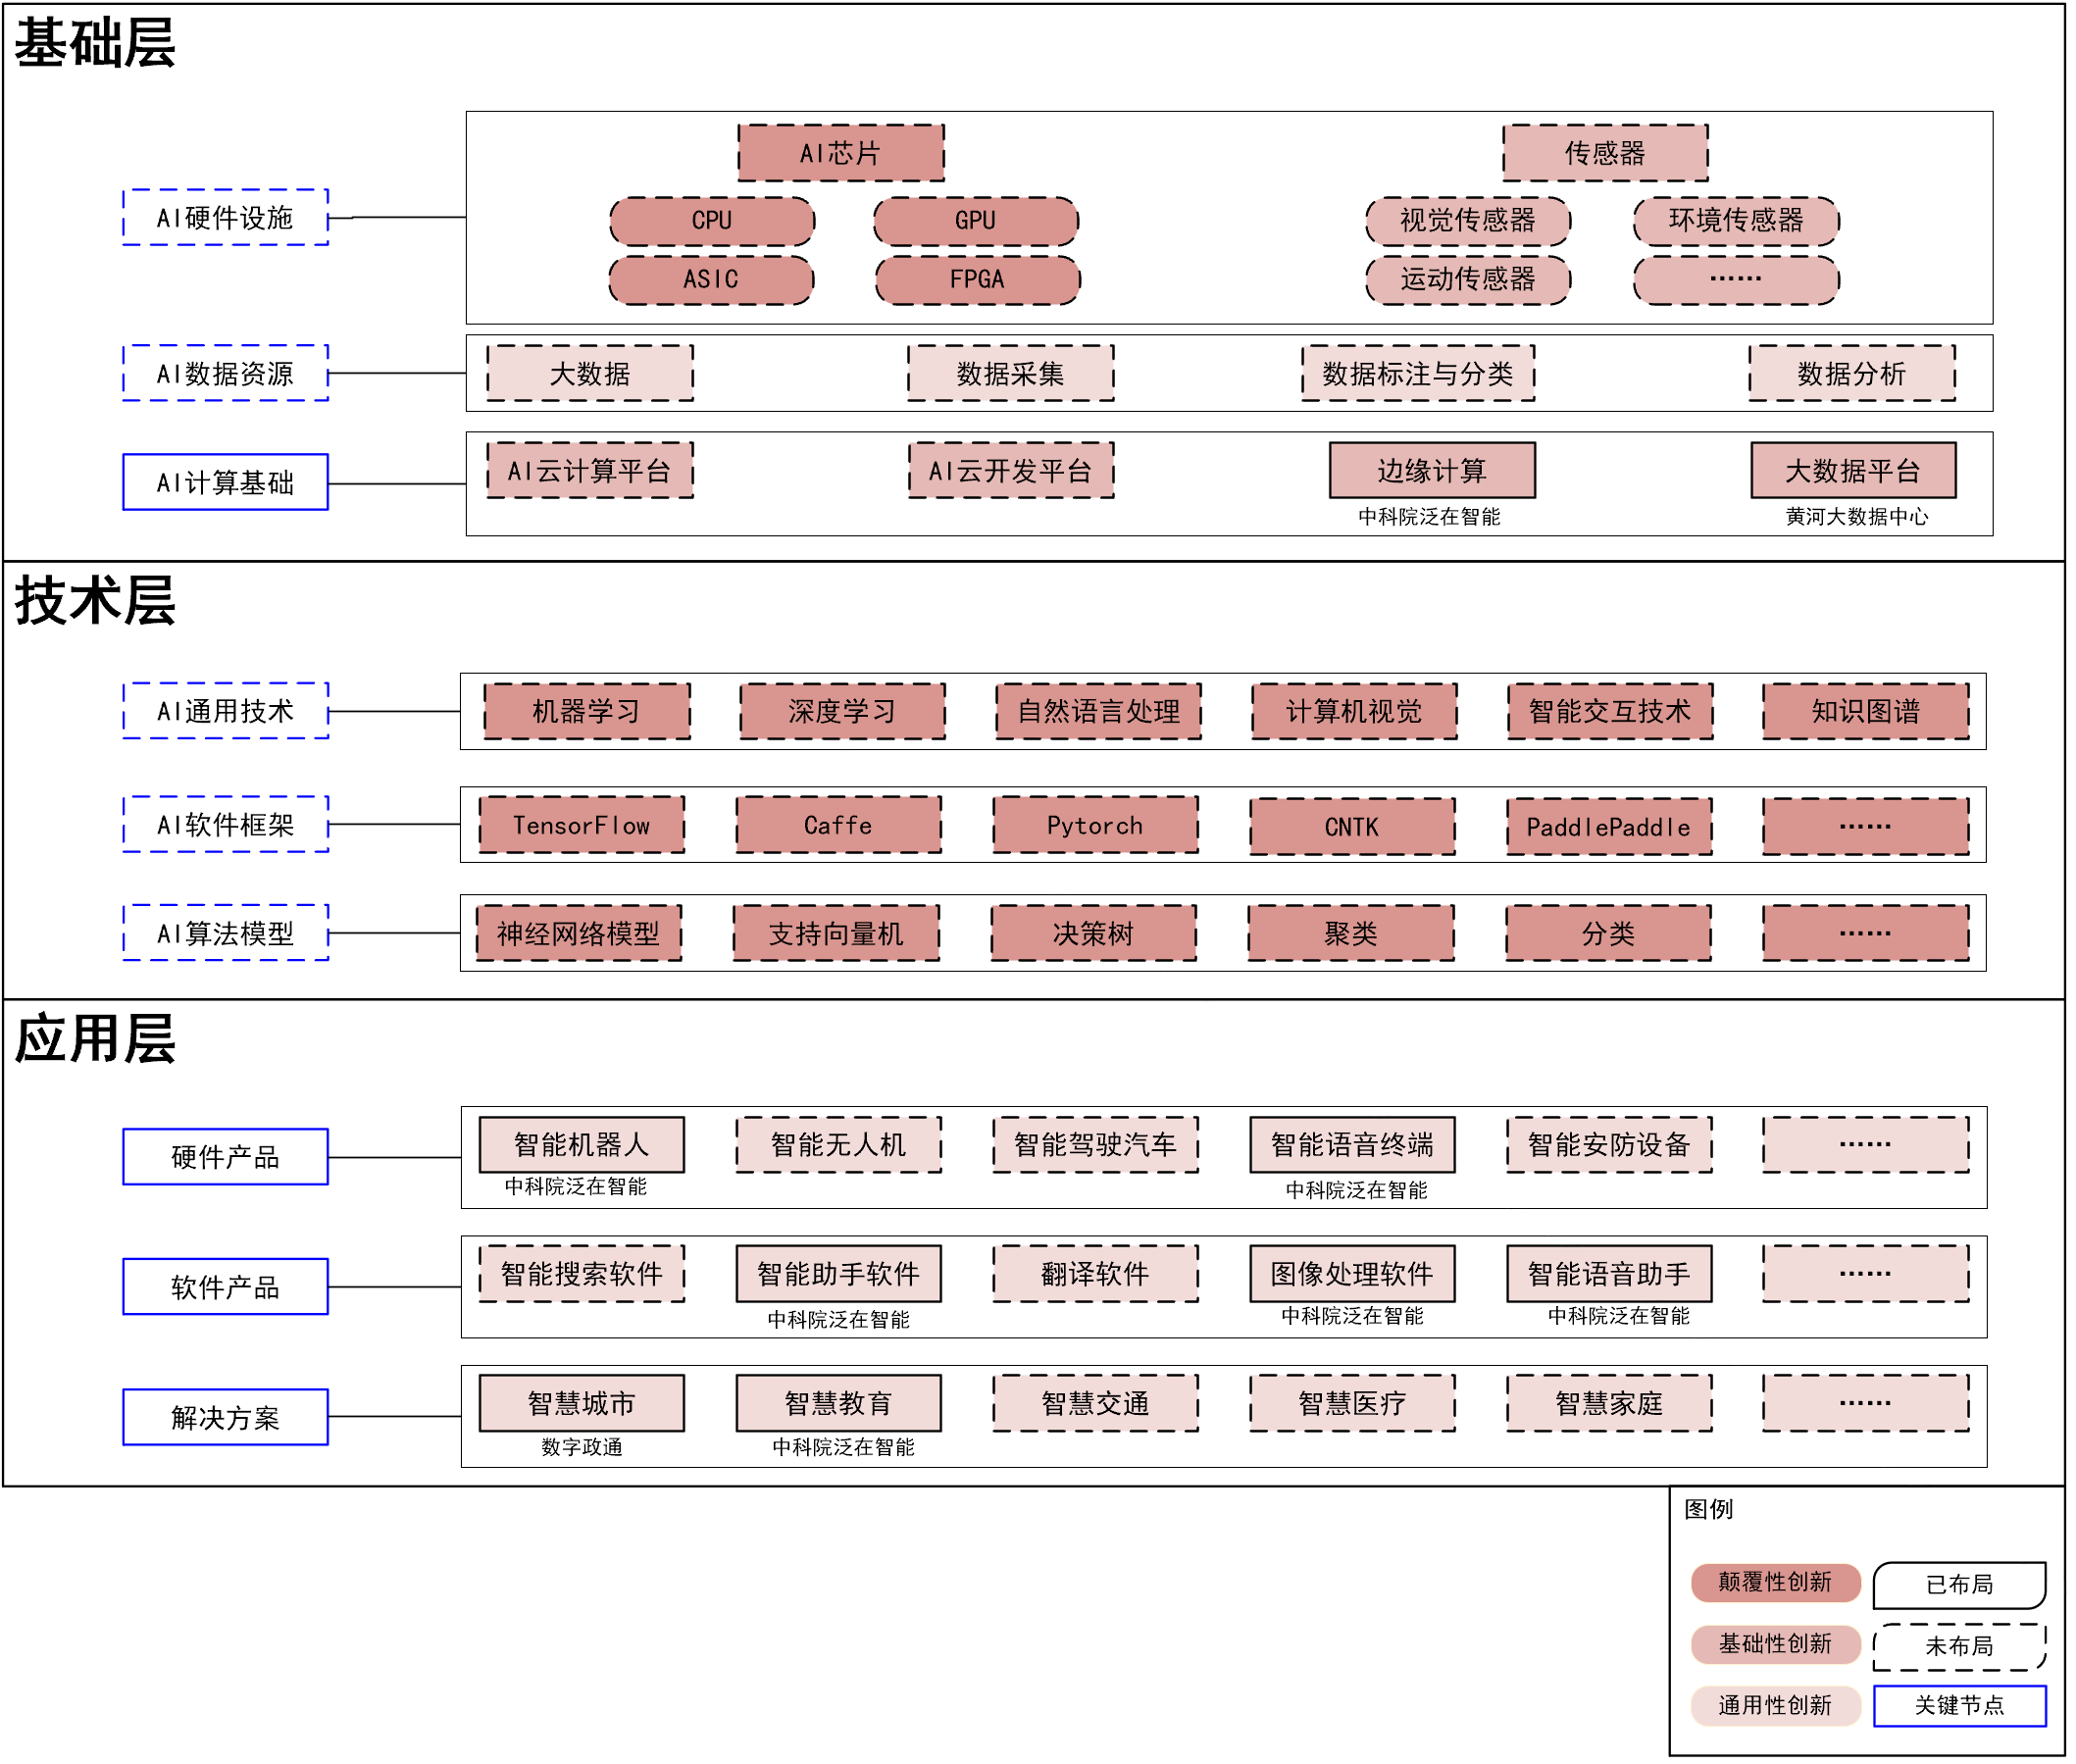 基础层
AI芯片
传感器
AI硬件设施
CPU
GPU
视觉传感器
环境传感器
ASIC
FPGA
运动传感器
……
AI数据资源
大数据
数据采集
数据标注与分类
数据分析
AI计算基础
AI云计算平台
AI云开发平台
边缘计算
大数据平台
中科院泛在智能
黄河大数据中心
技术层
AI通用技术
机器学习
深度学习
自然语言处理
计算机视觉
智能交互技术
知识图谱
AI软件框架
TensorFlow
Caffe
Pytorch
CNTK
PaddlePaddle
……
AI算法模型
神经网络模型
支持向量机
决策树
聚类
分类
……
应用层
硬件产品
智能机器人
智能无人机
智能驾驶汽车
智能语音终端
智能安防设备
……
中科院泛在智能
中科院泛在智能
软件产品
智能搜索软件
智能助手软件
翻译软件
图像处理软件
智能语音助手
……
中科院泛在智能
中科院泛在智能
中科院泛在智能
解决方案
智慧城市
智慧教育
智慧交通
智慧医疗
智慧家庭
……
数字政通
中科院泛在智能
图例
颠覆性创新
已布局
基础性创新
未布局
通用性创新
关键节点